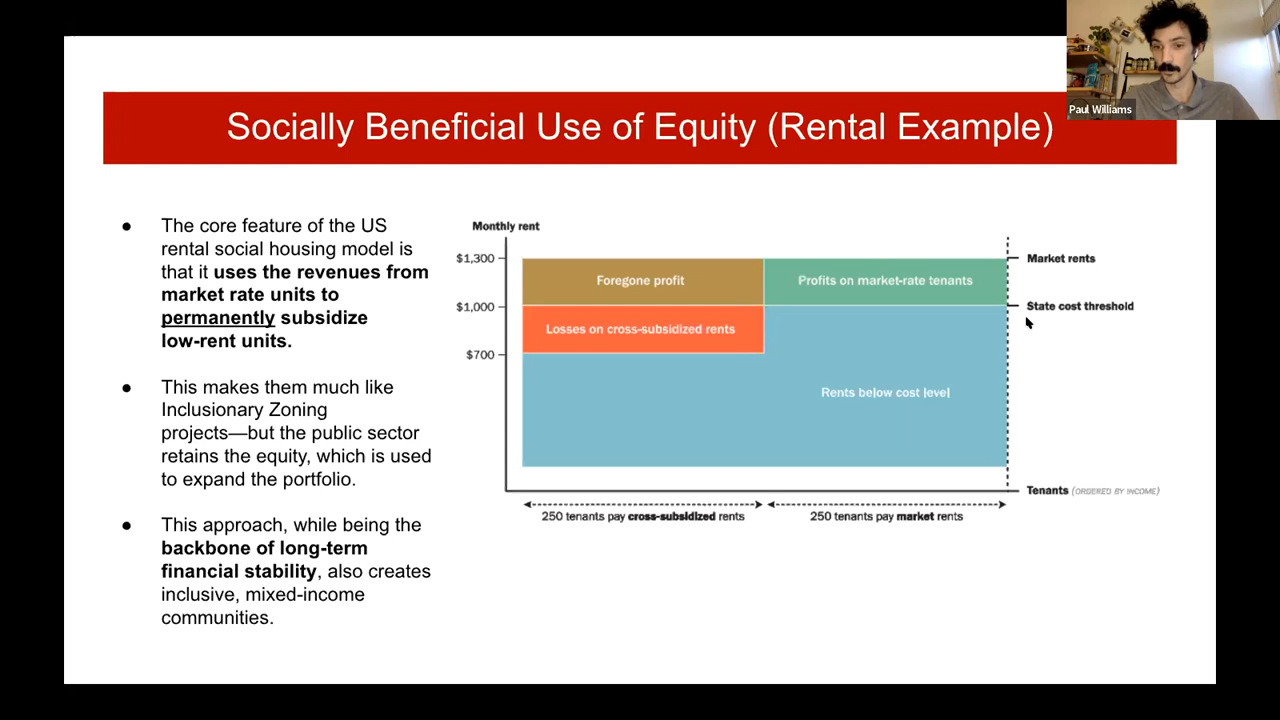 Paul Williams
Socially Beneficial Use of Equity (Rental Example)
● The core feature of the US
rental social housing model is
that it uses the revenues from
market rate units to
permanently subsidize
low-rent units.
● This makes them much like
Inclusionary Zoning
projects—but the public sector
retains the equity, which is used
to expand the portfolio.
● This approach, while being the
backbone of long-term
financial stability, also creates
inclusive, mixed-income
communities.
Monthly rent
$1,300
$1,000
$700
Foregone profit
Profits on market-rate tenants
Losses on cross-subsidized rents
Rents below cost level
Market rents
State cost threshold
Tenants (ORDERED BY INCOME)
250 tenants pay cross-subsidized rents
250 tenants pay market rents